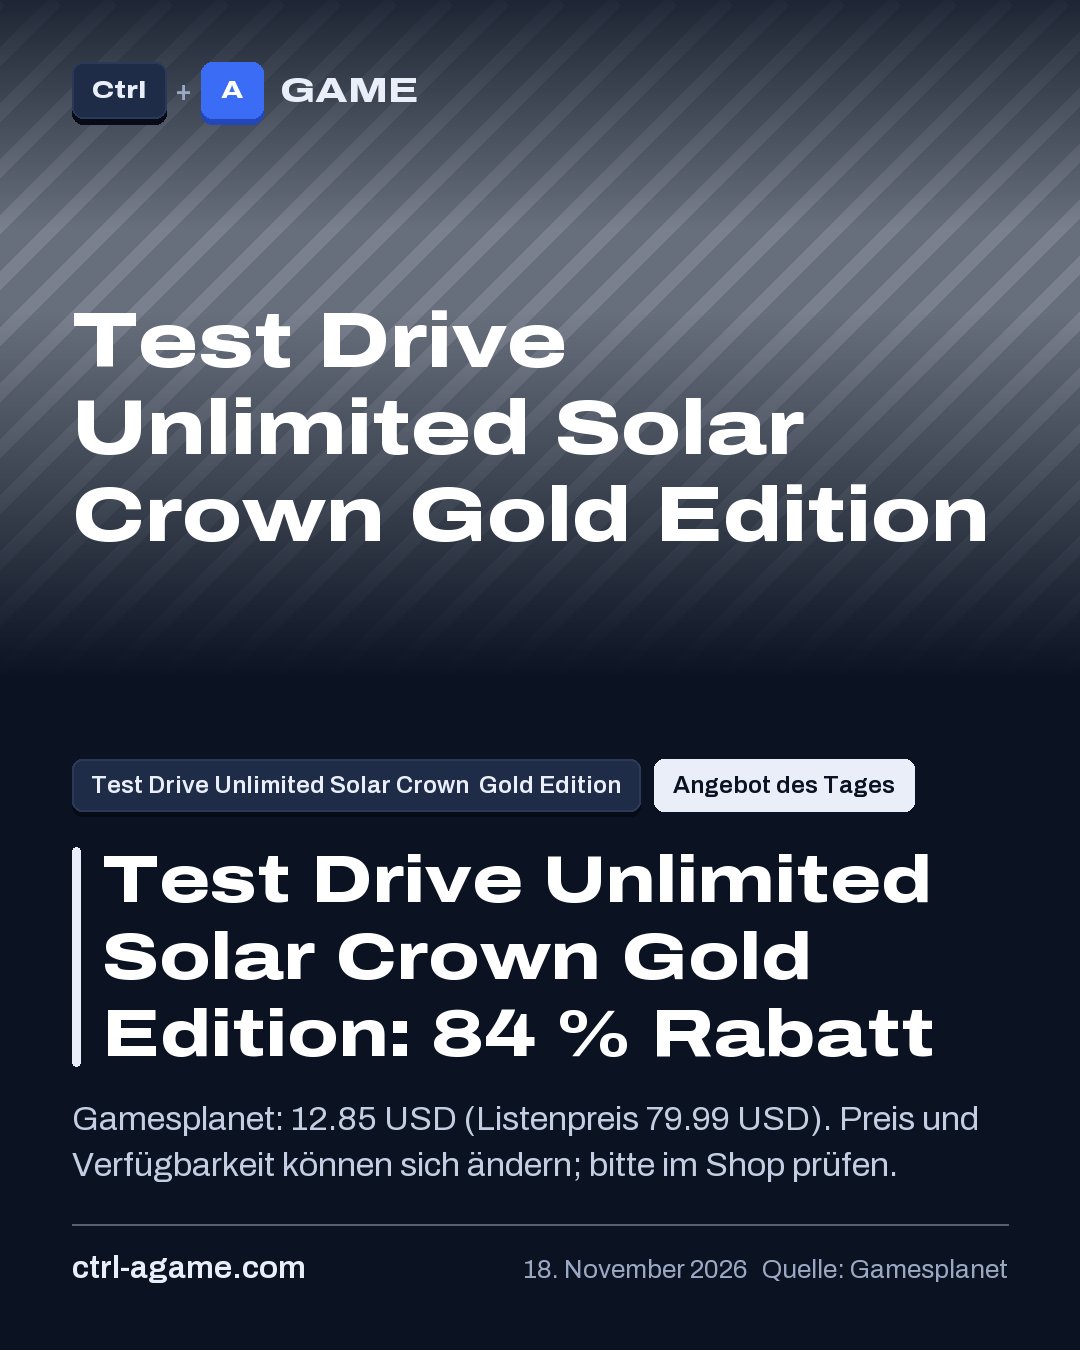 Ctrl + A GAME
Test Drive
Unlimited Solar
Crown Gold Edition
Test Drive Unlimited Solar Crown  Gold Edition
Angebot des Tages
Test Drive Unlimited
Solar Crown Gold
Edition: 84 % Rabatt
Gamesplanet: 12.85 USD (Listenpreis 79.99 USD). Preis und
Verfügbarkeit können sich ändern; bitte im Shop prüfen.
ctrl-agame.com
18. November 2026  Quelle: Gamesplanet